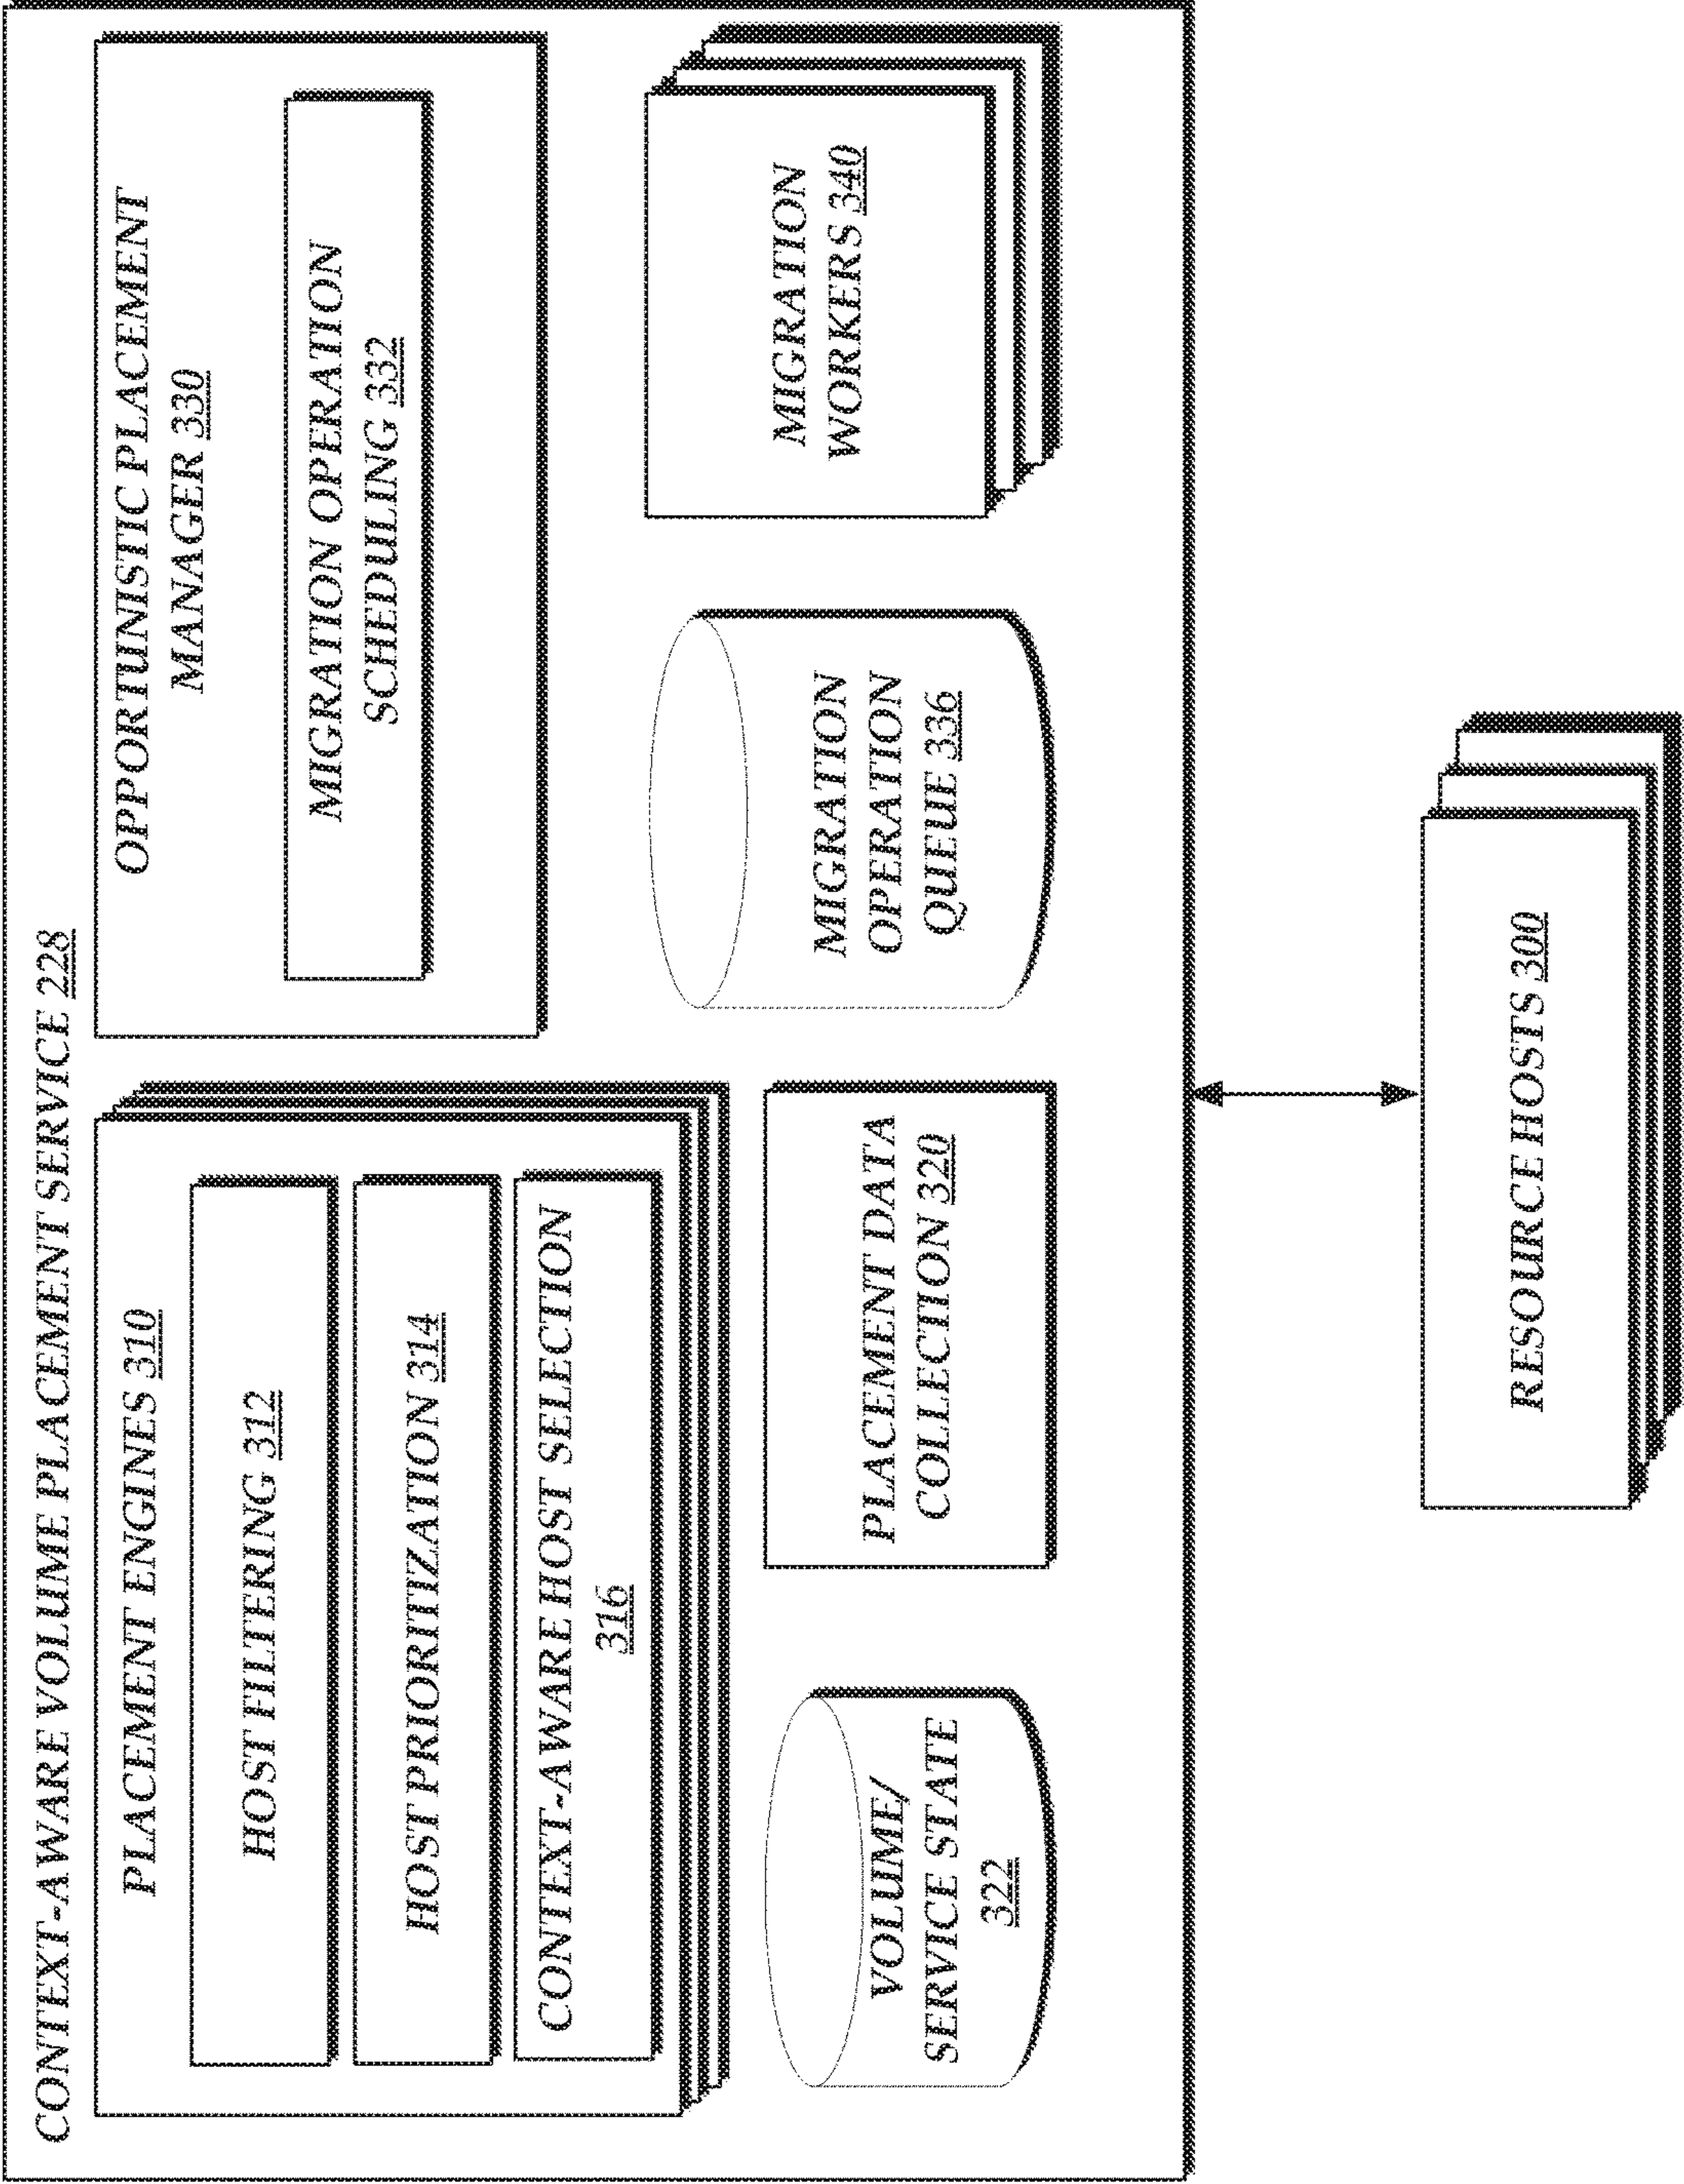 CONTEXT-AWARE VOLUME PLACEMENT SERVICE 228
PLACEMENT ENGINES 310
HOST FILTERING 312
HOST PRIORITIZATION 314
CONTEXT-AWARE HOST SELECTION
316
OPPORTUNISTIC PLACEMENT
MANAGER 330
MIGRATION OPERATION
SCHEDULING 332
VOLUME/
SERVICE STATE
322
PLACEMENT DATA
COLLECTION 320
MIGRATION
OPERATION
QUEUE 336
MIGRATION
WORKERS 340
RESOURCE HOSTS 300